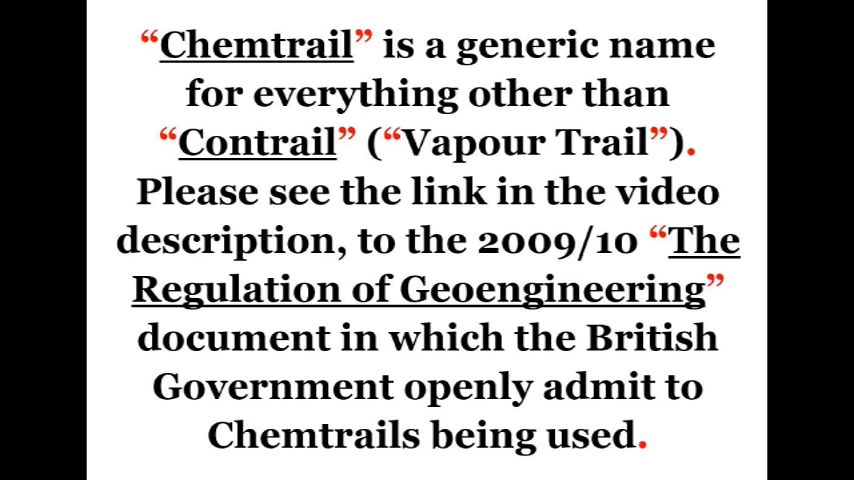 “Chemtrail” is a generic name
for everything other than
“Contrail” (“Vapour Trail”).
Please see the link in the video
description, to the 2009/10 “The
Regulation of Geoengineering”
document in which the British
Government openly admit to
Chemtrails being used.